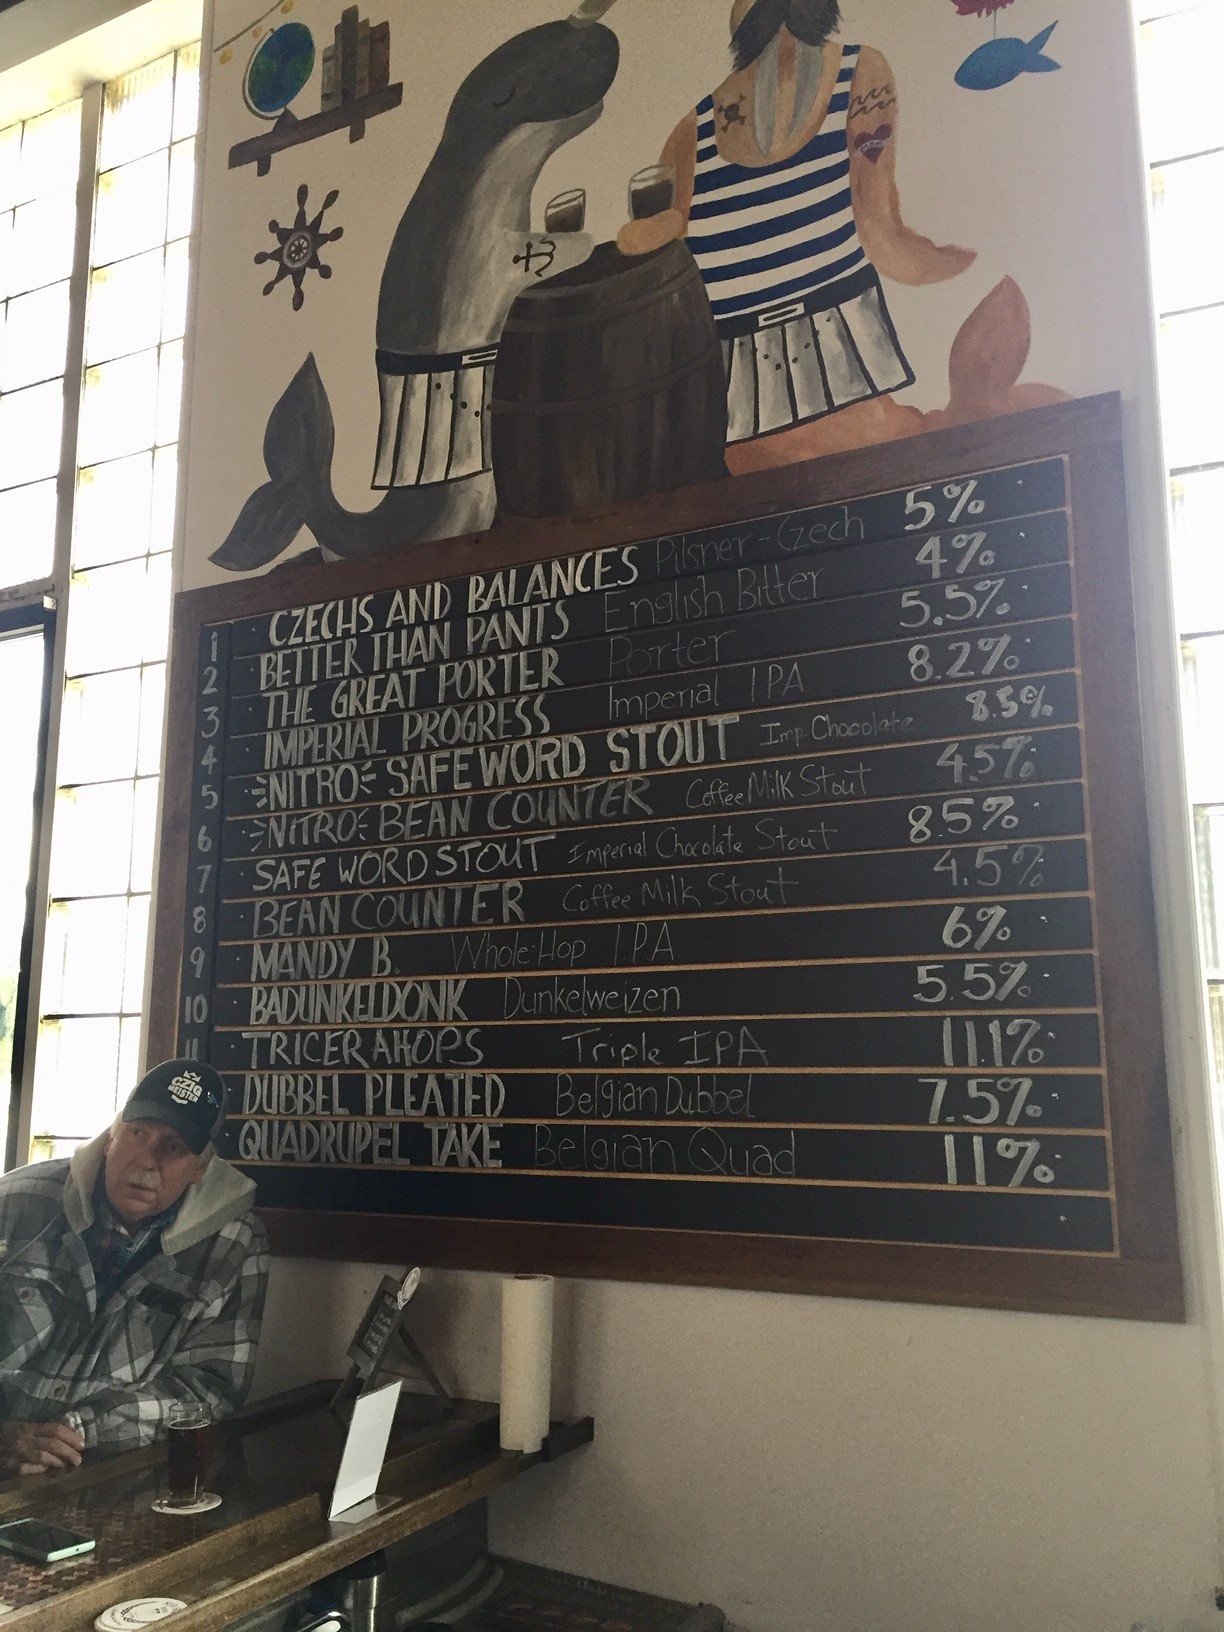 1 CZECHS AND BALANCES Pilsner-Czech 5%
2 BETTER THAN PANTS English Bitter 4%
3 THE GREAT PORTER Porter 5.5%
4 IMPERIAL PROGRESS Imperial IPA 8.2%
5 NITRO SAFE WORD STOUT Imp. Chocolate 8.5%
6 NITRO BEAN COUNTER Coffee Milk Stout 4.5%
7 SAFE WORD STOUT Imperial Chocolate Stout 8.5%
8 BEAN COUNTER Coffee Milk Stout 4.5%
9 MANDY B. Whole-Hop IPA 6%
10 BADUNKELDONK Dunkelweizen 5.5%
11 TRICERAHOPS Triple IPA 11.1%
DUBBEL PLEATED Belgian Dubbel 7.5%
QUADRUPEL TAKE Belgian Quad 11%
CZIG
MEISTER